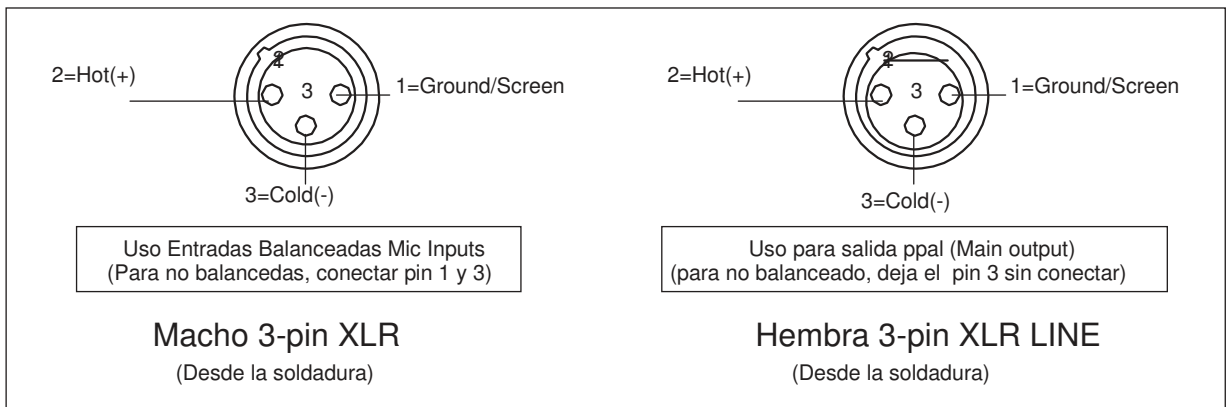 2=Hot(+)
3
1=Ground/Screen
3=Cold(-)
Uso Entradas Balanceadas Mic Inputs
(Para no balancedas, conectar pin 1 y 3)
Macho 3-pin XLR
(Desde la soldadura)
2=Hot(+)
3
1=Ground/Screen
3=Cold(-)
Uso para salida ppal (Main output)
(para no balanceado, deja el pin 3 sin conectar)
Hembra 3-pin XLR LINE
(Desde la soldadura)